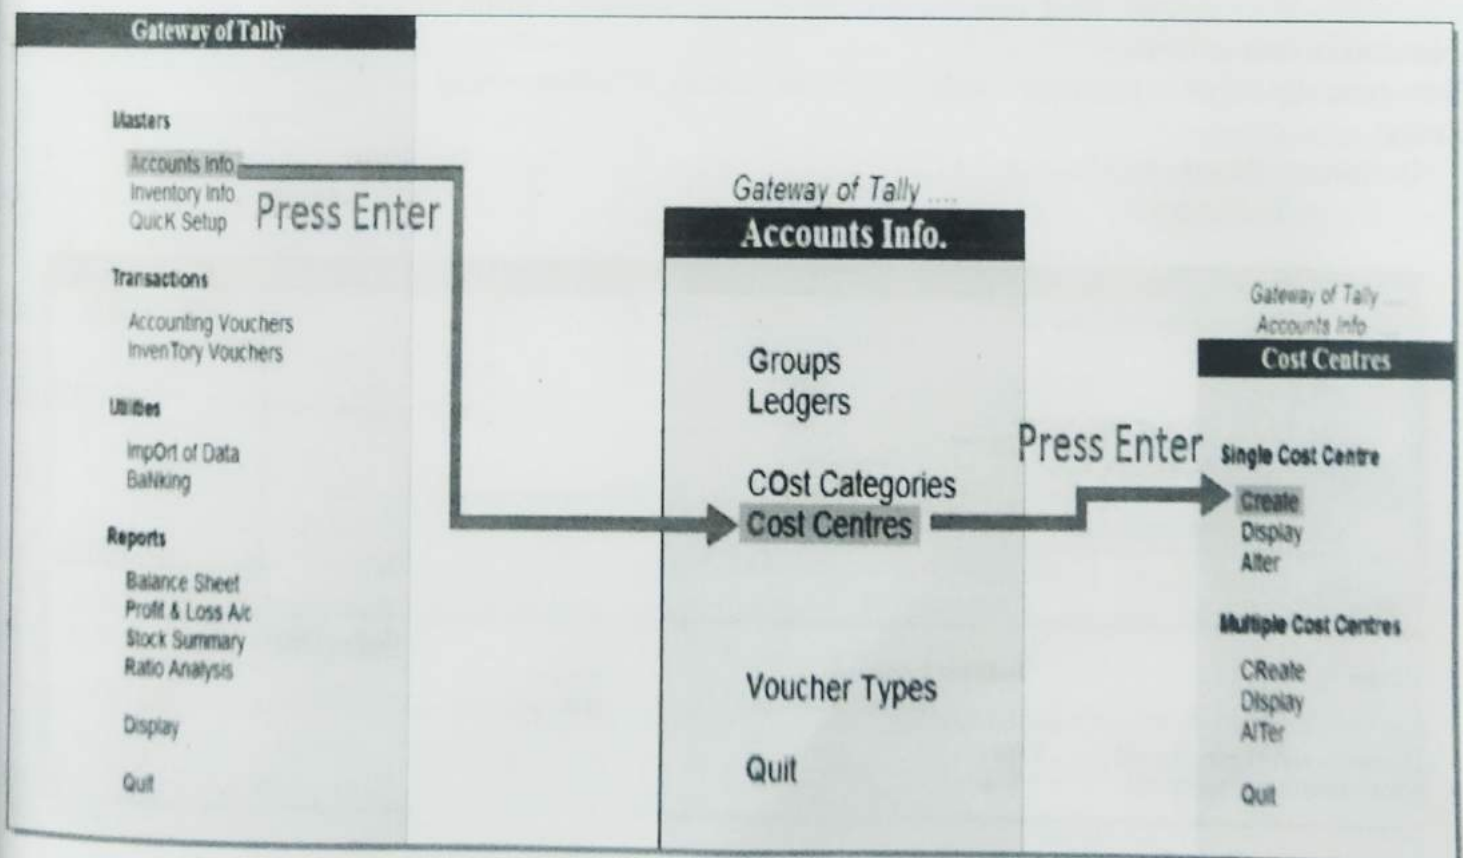 Gateway of Tally
Masters
Accounts Info.
Inventory Info
QuicK Setup
Press Enter
Transactions
Accounting Vouchers
InvenTory Vouchers
Utilities
ImpOrt of Data
BaNking
Reports
Balance Sheet
Profit & Loss A/c
Stock Summary
Ratio Analysis
Display
Quit
Gateway of Tally ....
Accounts Info.
Groups
Ledgers
COst Categories
Cost Centres
Voucher Types
Quit
Press Enter
Gateway of Tally ....
Accounts Info
Cost Centres
Single Cost Centre
Create
Display
Alter
Multiple Cost Centres
CReate
DIsplay
AlTer
Quit